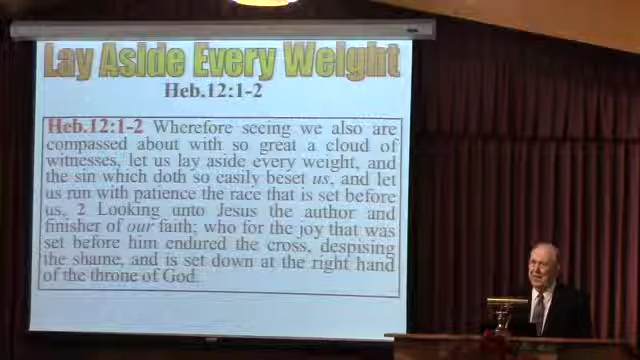 Lay Aside Every Weight
Heb.12:1-2
Heb.12:1-2 Wherefore seeing we also are
compassed about with so great a cloud of
witnesses, let us lay aside every weight, and
the sin which doth so easily beset us, and let
us run with patience the race that is set before
us, 2 Looking unto Jesus the author and
finisher of our faith; who for the joy that was
set before him endured the cross, despising
the shame, and is set down at the right hand
of the throne of God.